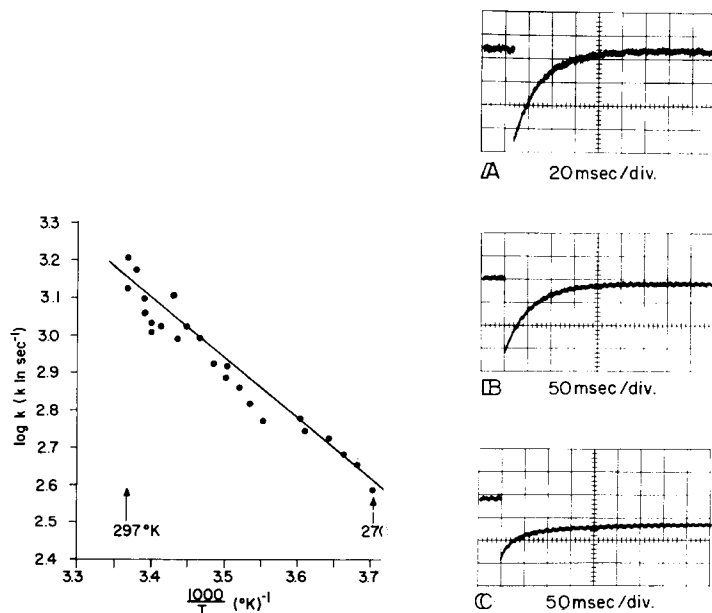 A
20 msec/div.
B
50 msec/div.
C
50 msec/div.
log k (k in sec⁻¹)
3.3
3.2
3.1
3.0
2.9
2.8
2.7
2.6
2.5
2.4
297 °K
27(
3.3
3.4
3.5
3.6
3.7
1000
T
(°K)⁻¹